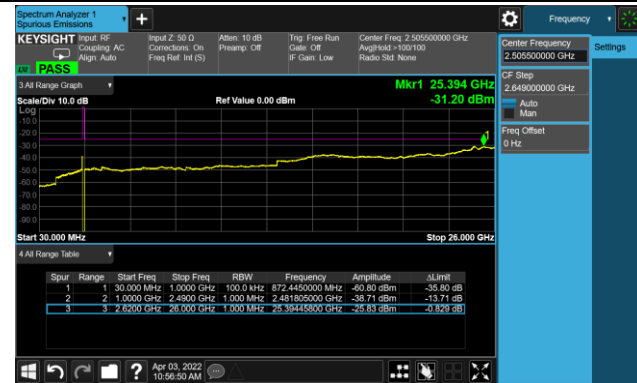 Spectrum Analyzer 1
Spurious Emissions
+
Frequency
KEYSIGHT Input: RF
Coupling: AC
Align: Auto
Input Z: 50 Ω
Corrections: On
Freq Ref: Int (S)
Atten: 10 dB
Preamp: Off
Trig: Free Run
Gate: Off
IF Gain: Low
Center Freq: 2.505500000 GHz
Avg|Hold:>100/100
Radio Std: None
PASS
Center Frequency
2.505500000 GHz
Settings
CF Step
2.649000000 GHz
Auto
Man
Freq Offset
0 Hz
3 All Range Graph
Mkr1 25.394 GHz
Scale/Div 10.0 dB
Ref Value 0.00 dBm
-31.20 dBm
Log
-10.0
-20.0
-30.0
-40.0
-50.0
-60.0
-70.0
-80.0
-90.0
1
Start 30.000 MHz
Stop 26.000 GHz
4 All Range Table
Spur Range Start Freq Stop Freq RBW Frequency Amplitude ΔLimit
1 1 30.000 MHz 1.0000 GHz 100.0 kHz 872.4450000 MHz -60.80 dBm -35.80 dB
2 2 1.0000 GHz 2.4900 GHz 1.000 MHz 2.481805000 GHz -38.71 dBm -13.71 dB
3 3 2.6200 GHz 26.000 GHz 1.000 MHz 25.39445800 GHz -25.83 dBm -0.829 dB
?
Apr 03, 2022
10:56:50 AM